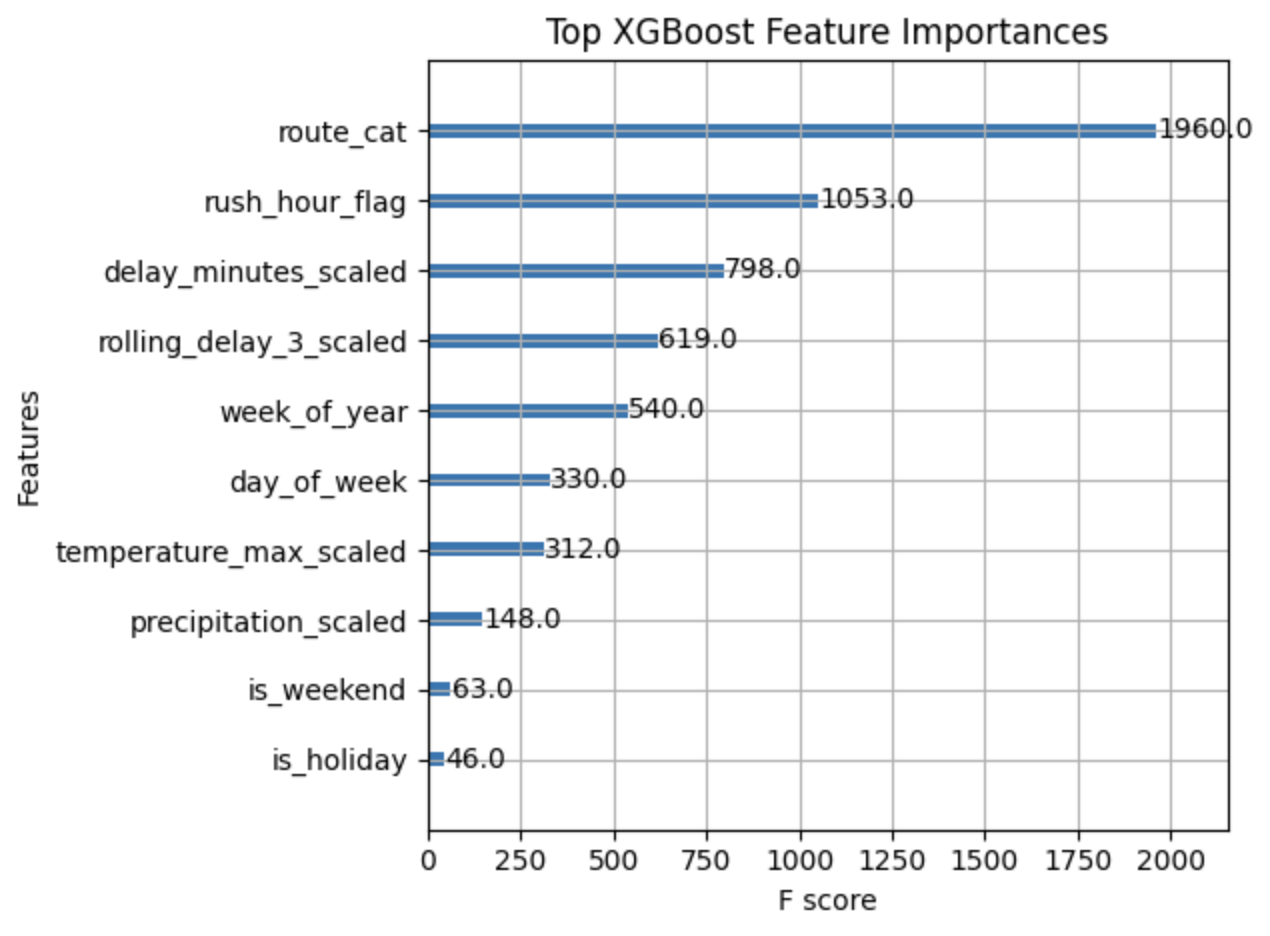 Top XGBoost Feature Importances
route_cat 1960.0
rush_hour_flag 1053.0
delay_minutes_scaled 798.0
rolling_delay_3_scaled 619.0
week_of_year 540.0
day_of_week 330.0
temperature_max_scaled 312.0
precipitation_scaled 148.0
is_weekend 63.0
is_holiday 46.0
Features
0 250 500 750 1000 1250 1500 1750 2000
F score